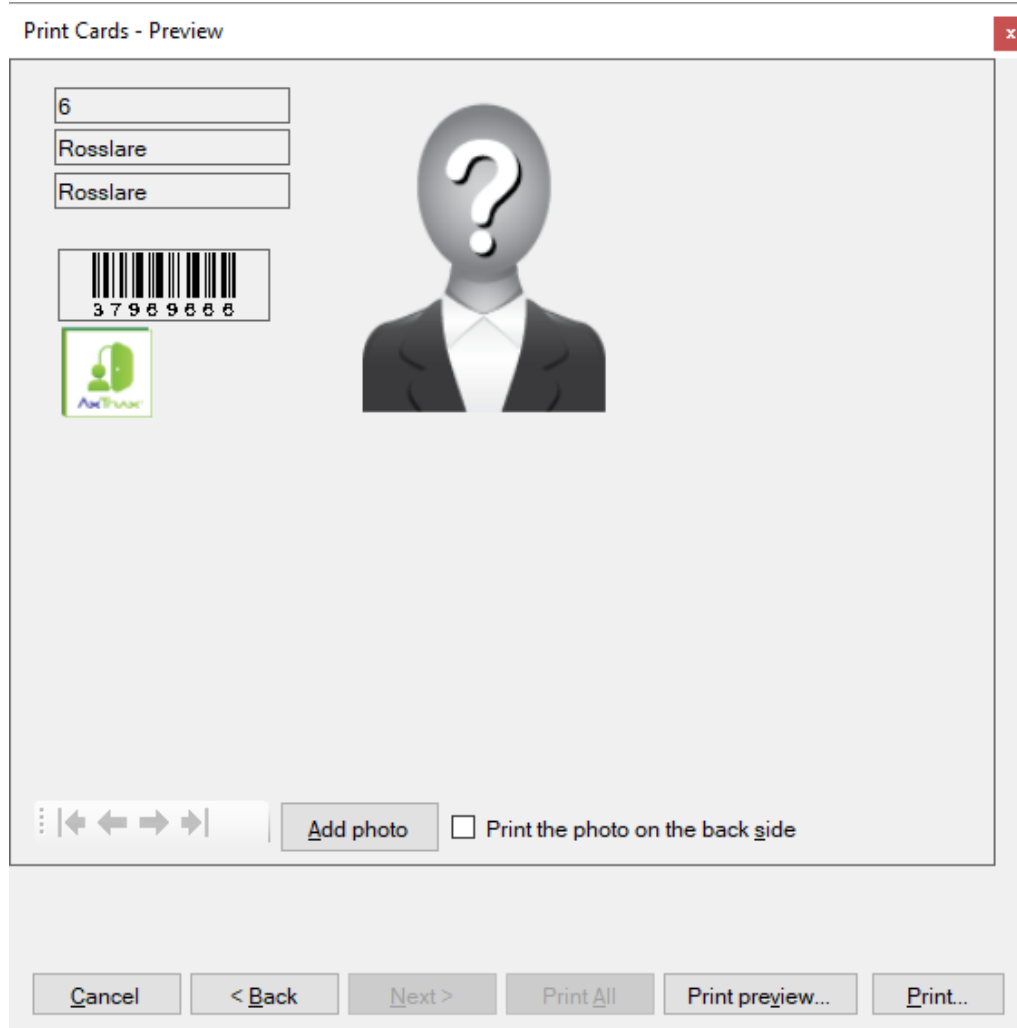 Print Cards - Preview
x
6
Rosslare
Rosslare
?
37969666
AxTrax
Add photo
Print the photo on the back side
Cancel
< Back
Next >
Print All
Print preview...
Print...